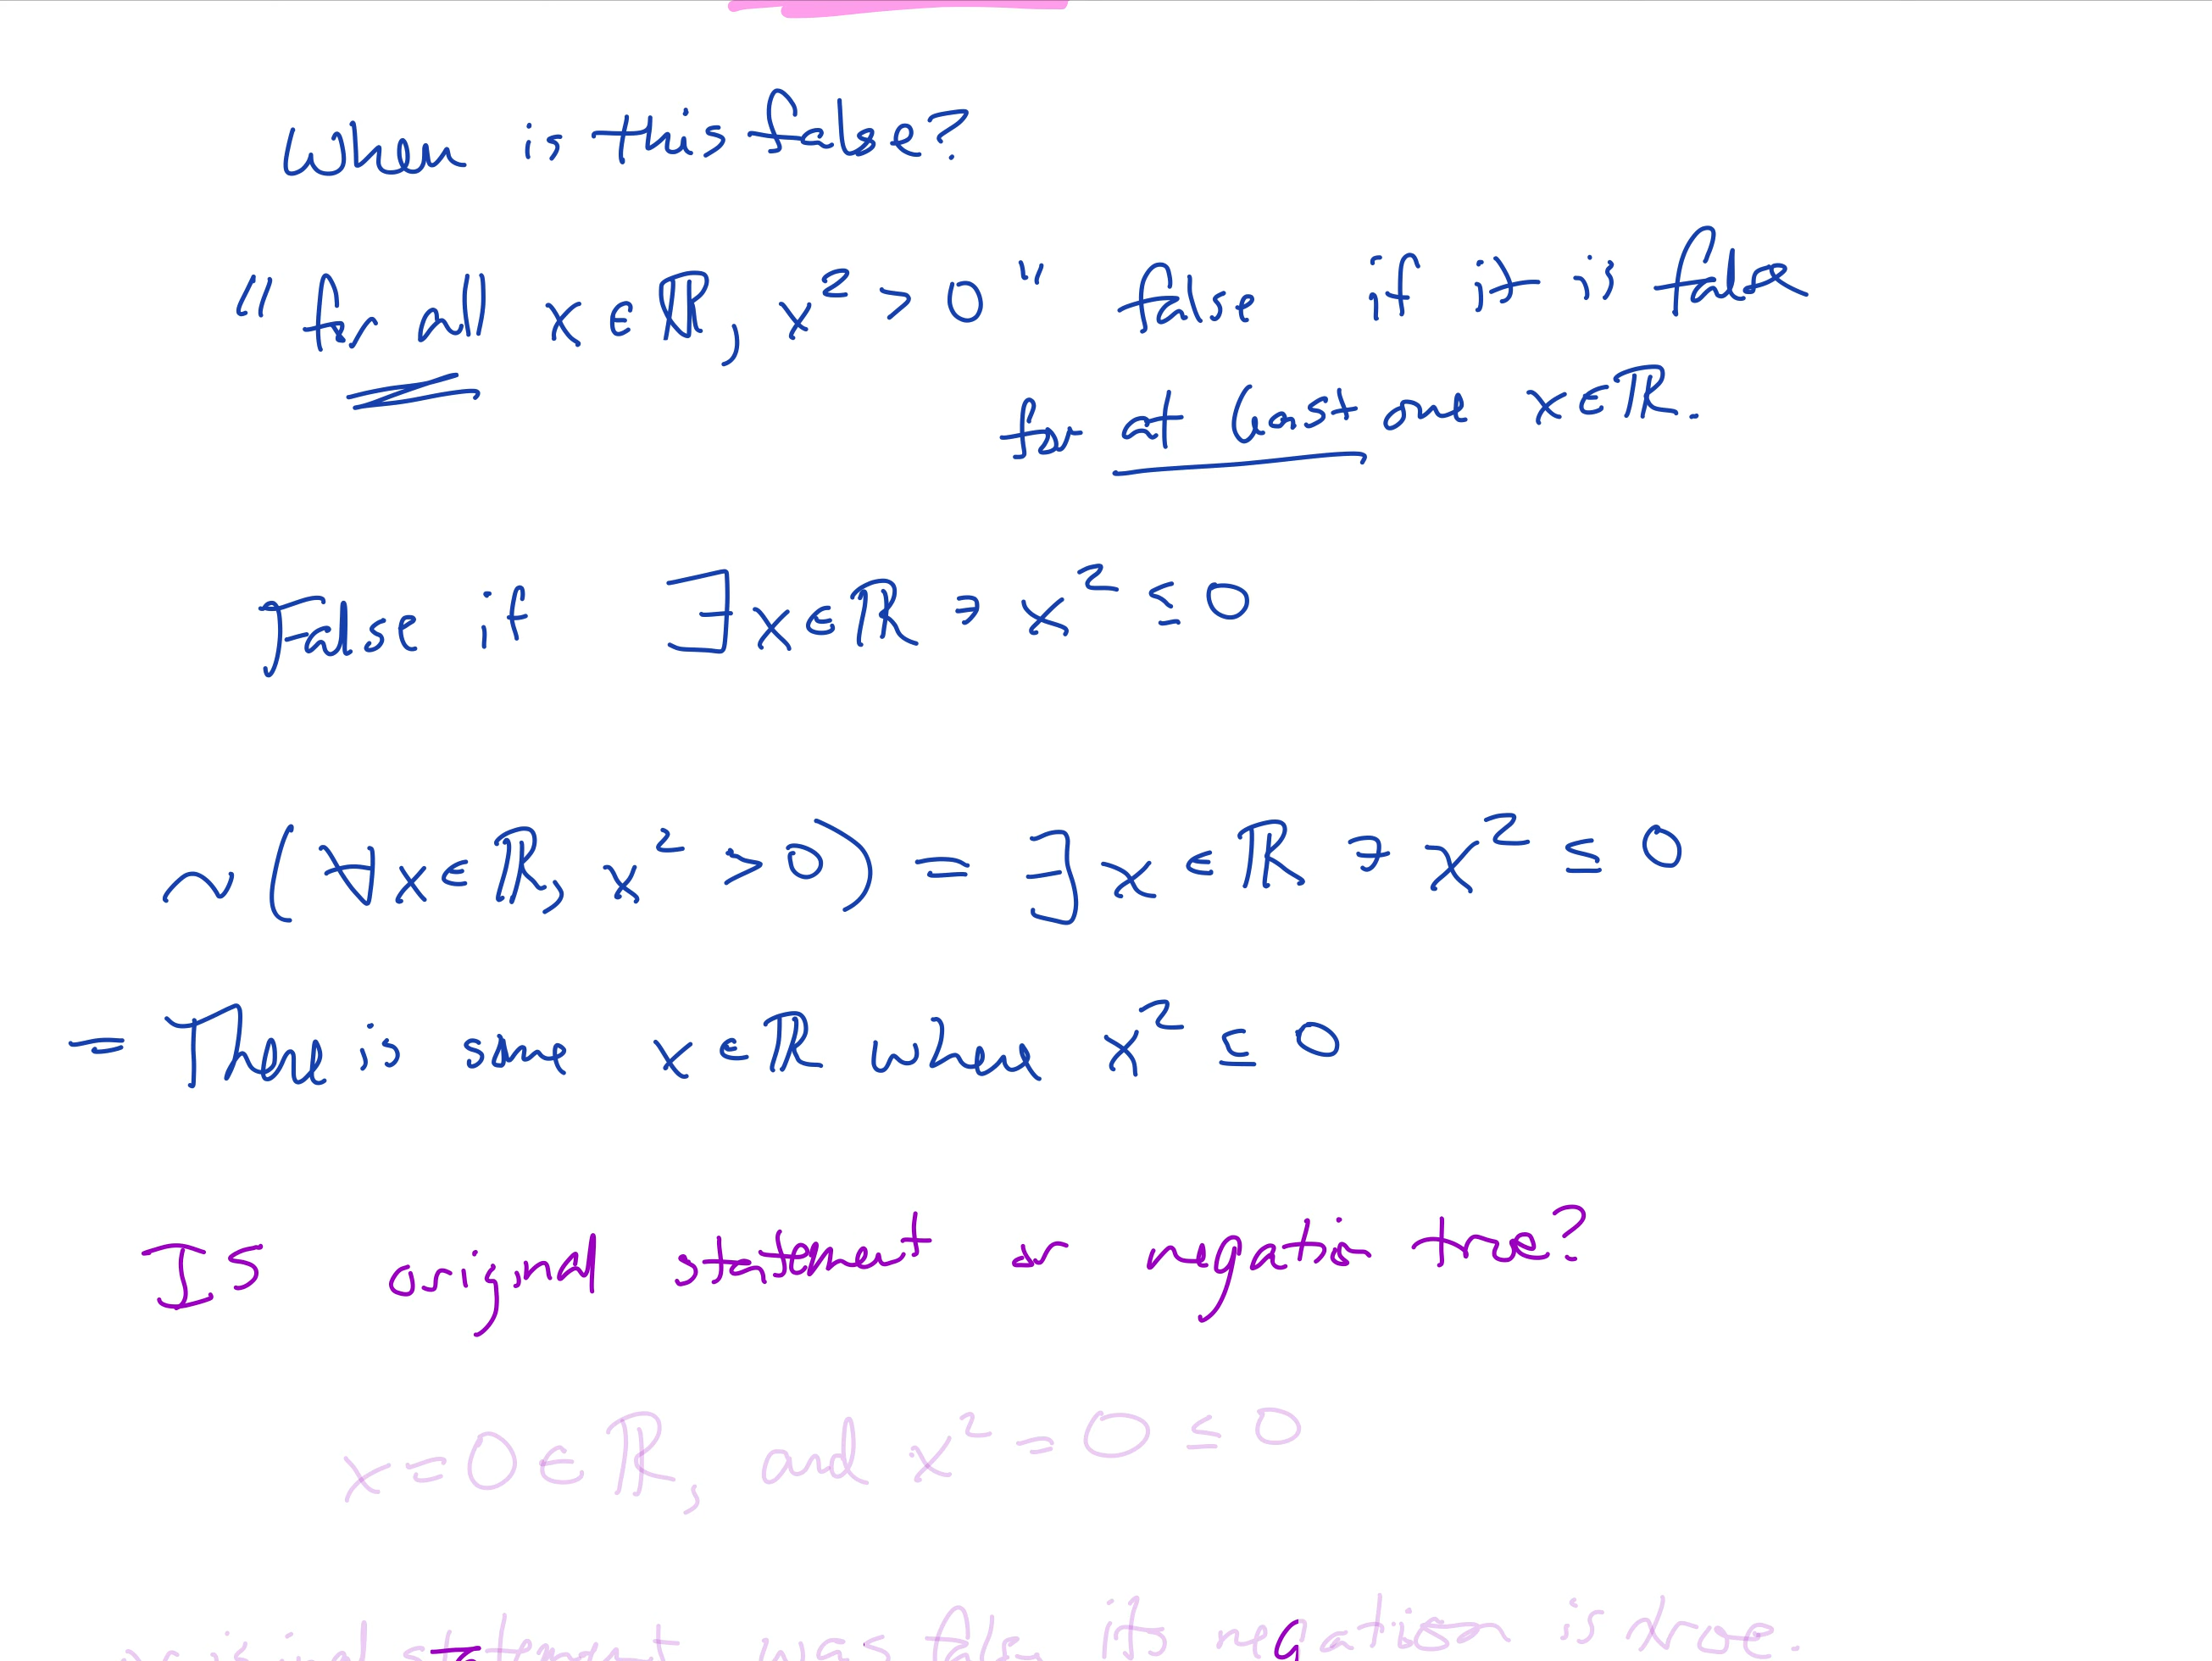 When is this false?
"for all x∈ℝ, x² > 0" false if it is false
for at least one x∈ℝ.
False if ∃x∈ℝ ∋ x² ≤ 0
~(∀x∈ℝ, x² > 0) = ∃x∈ℝ ∋ x² ≤ 0
= There is some x∈ℝ where x² ≤ 0
Is original statement or negation true?
x=0∈ℝ, and x² = 0 ≤ 0
original statement was false its negation is